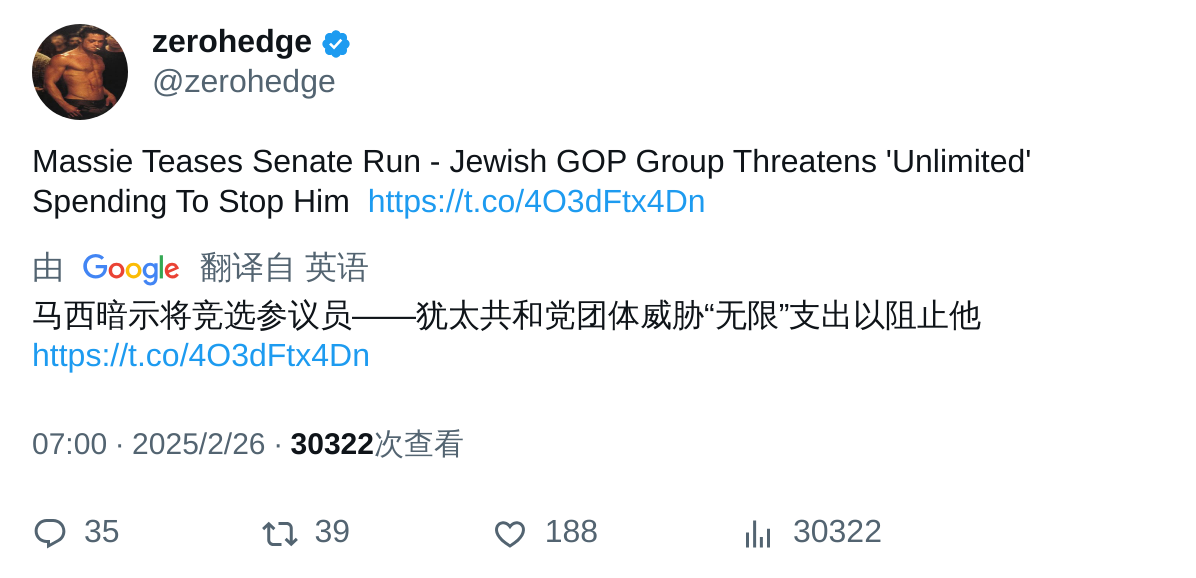 zerohedge
@zerohedge
Massie Teases Senate Run - Jewish GOP Group Threatens 'Unlimited'
Spending To Stop Him  https://t.co/4O3dFtx4Dn
由 Google 翻译自 英语
马西暗示将竞选参议员——犹太共和党团体威胁“无限”支出以阻止他
https://t.co/4O3dFtx4Dn
07:00 · 2025/2/26 · 30322次查看
35 39 188 30322